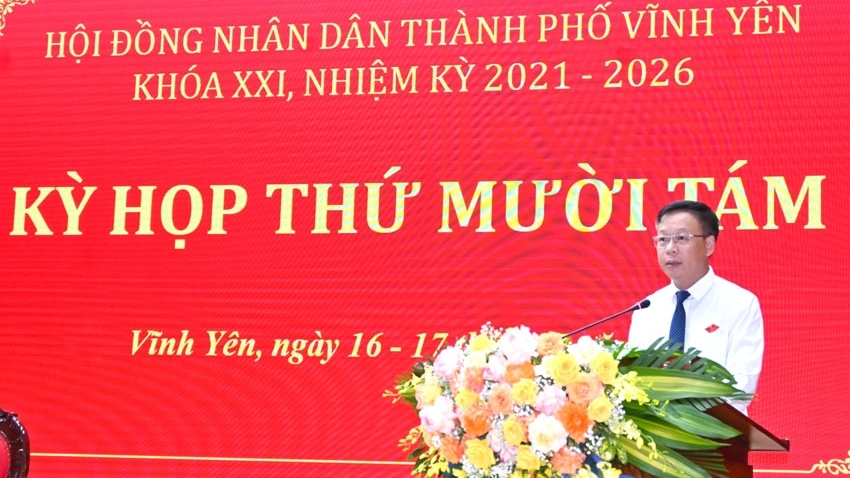 HỘI ĐỒNG NHÂN DÂN THÀNH PHỐ VĨNH YÊN
KHÓA XXI, NHIỆM KỲ 2021 - 2026
KỲ HỌP THỨ MƯỜI TÁM
Vĩnh Yên, ngày 16 - 17